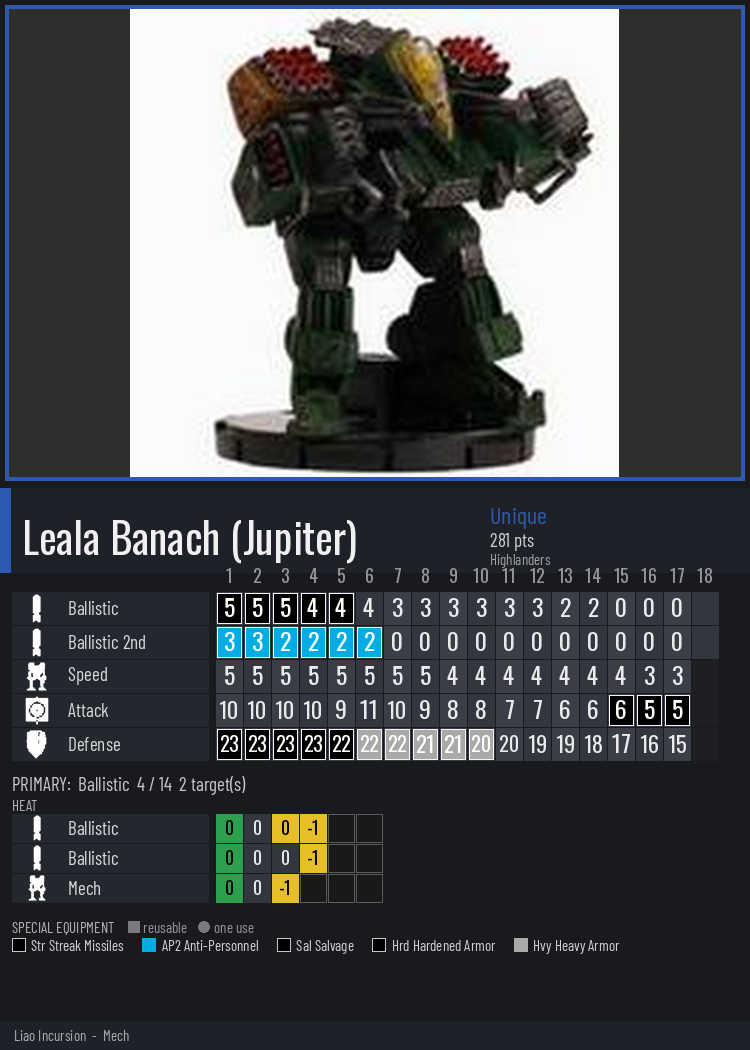 Leala Banach (Jupiter)
Unique
281 pts
Highlanders
1 2 3 4 5 6 7 8 9 10 11 12 13 14 15 16 17 18
Ballistic 5 5 5 4 4 4 3 3 3 3 3 3 2 2 0 0 0
Ballistic 2nd 3 3 2 2 2 2 0 0 0 0 0 0 0 0 0 0 0
Speed 5 5 5 5 5 5 5 5 4 4 4 4 4 4 4 3 3
Attack 10 10 10 10 9 11 10 9 8 8 7 7 6 6 6 5 5
Defense 23 23 23 23 22 22 22 21 21 20 20 19 19 18 17 16 15
PRIMARY: Ballistic 4 / 14 2 target(s)
HEAT
Ballistic 0 0 0 -1
Ballistic 0 0 0 -1
Mech 0 0 -1
SPECIAL EQUIPMENT reusable one use
Str Streak Missiles AP2 Anti-Personnel Sal Salvage Hrd Hardened Armor Hvy Heavy Armor
Liao Incursion - Mech